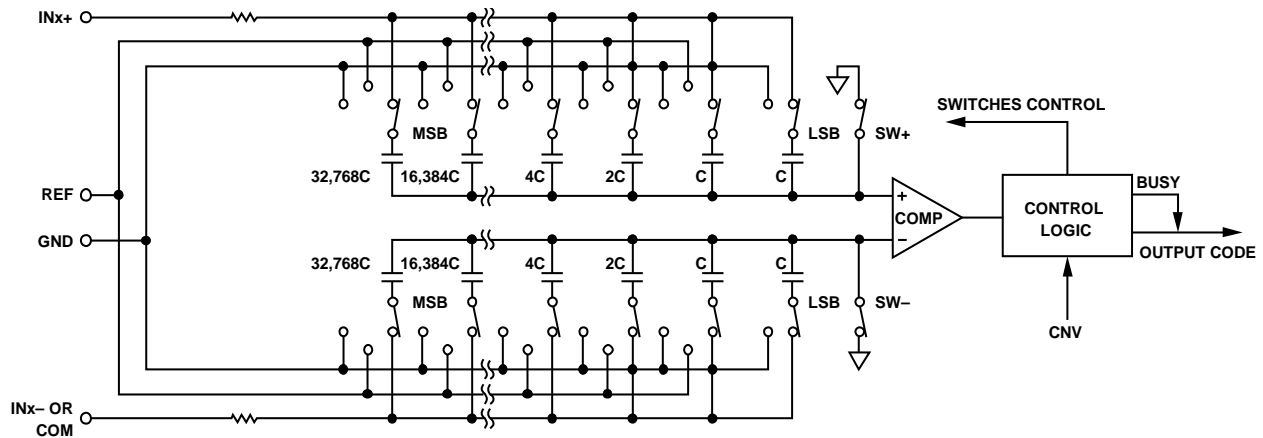 INx+
MSB
LSB
SW+
32,768C
16,384C
4C
2C
C
C
SWITCHES CONTROL
REF
GND
+
COMP
–
CONTROL
LOGIC
BUSY
OUTPUT CODE
CNV
32,768C
16,384C
4C
2C
C
C
MSB
LSB
SW–
INx– OR
COM